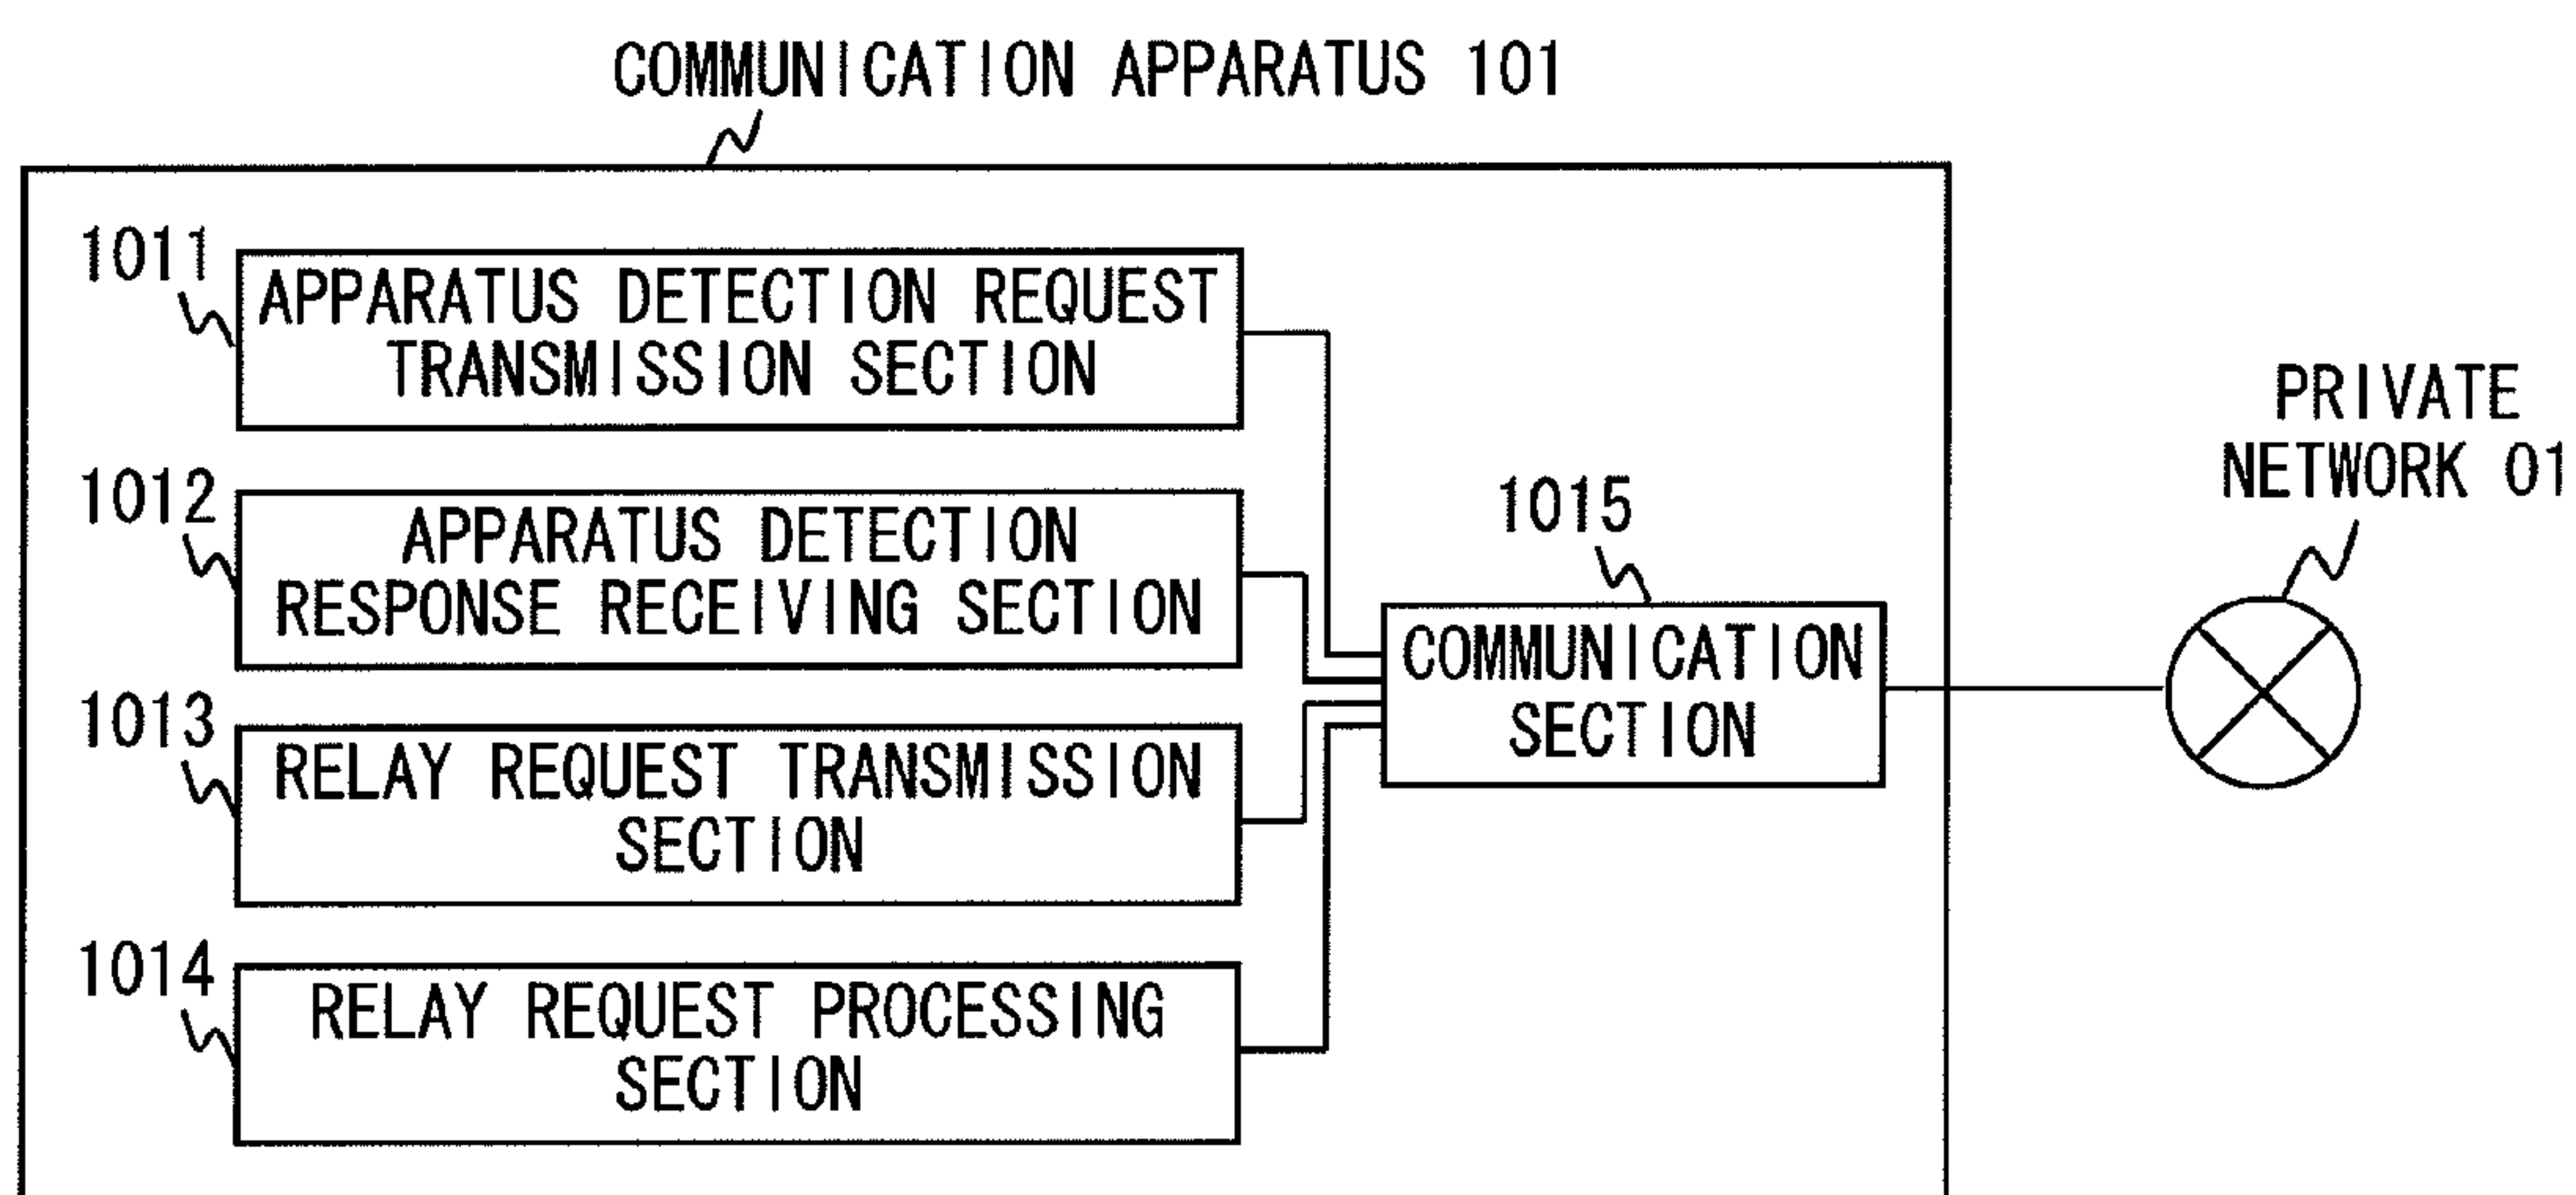 COMMUNICATION APPARATUS 101
1011
APPARATUS DETECTION REQUEST
TRANSMISSION SECTION
1012
APPARATUS DETECTION
RESPONSE RECEIVING SECTION
1013
RELAY REQUEST TRANSMISSION
SECTION
1014
RELAY REQUEST PROCESSING
SECTION
1015
COMMUNICATION
SECTION
PRIVATE
NETWORK 01